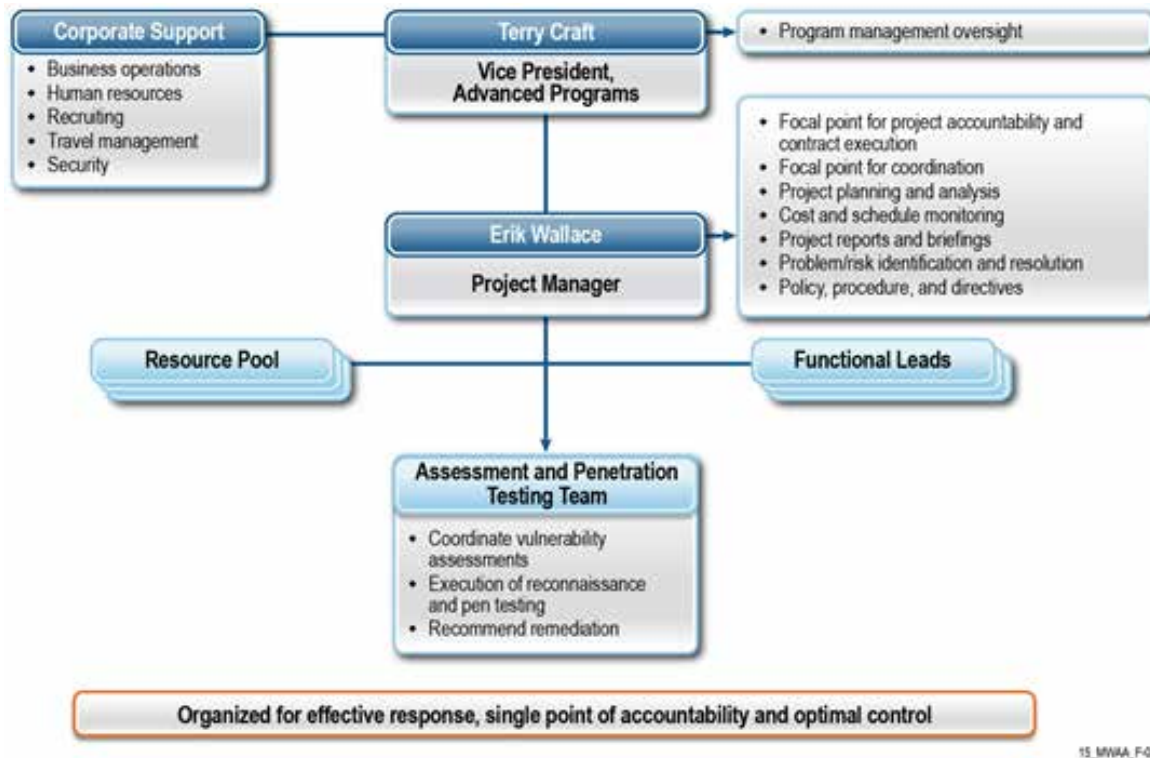 Corporate Support
• Business operations
• Human resources
• Recruiting
• Travel management
• Security
Terry Craft
Vice President,
Advanced Programs
• Program management oversight
Erik Wallace
Project Manager
• Focal point for project accountability and
contract execution
• Focal point for coordination
• Project planning and analysis
• Cost and schedule monitoring
• Project reports and briefings
• Problem/risk identification and resolution
• Policy, procedure, and directives
Resource Pool
Functional Leads
Assessment and Penetration
Testing Team
• Coordinate vulnerability
assessments
• Execution of reconnaissance
and pen testing
• Recommend remediation
Organized for effective response, single point of accountability and optimal control
15_MWAA_F-0